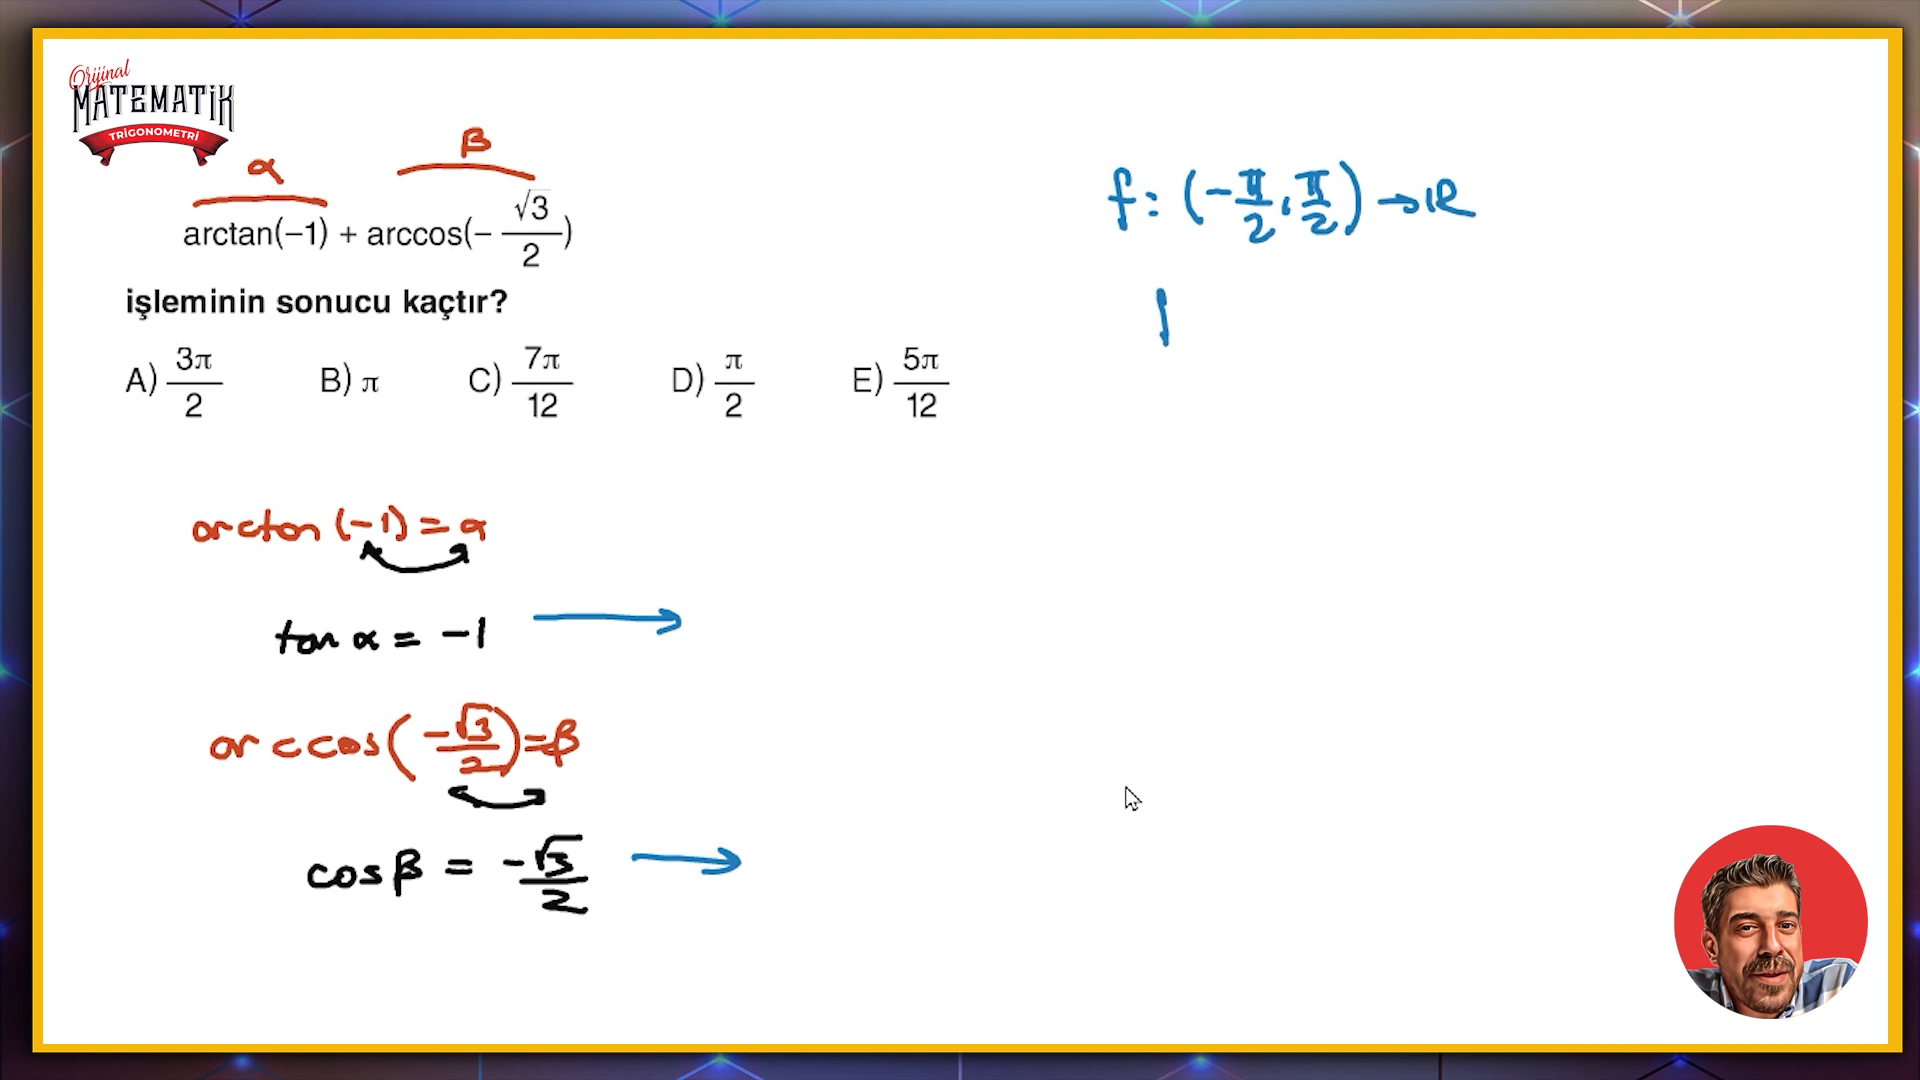 Orijinal
MATEMATİK
TRİGONOMETRİ
α
β
arctan(−1) + arccos(−√3/2)
işleminin sonucu kaçtır?
A) 3π/2 B) π C) 7π/12 D) π/2 E) 5π/12
arctan (−1) = α
tan α = −1
arccos(−√3/2) = β
cos β = −√3/2
f: (−π/2, π/2) → R